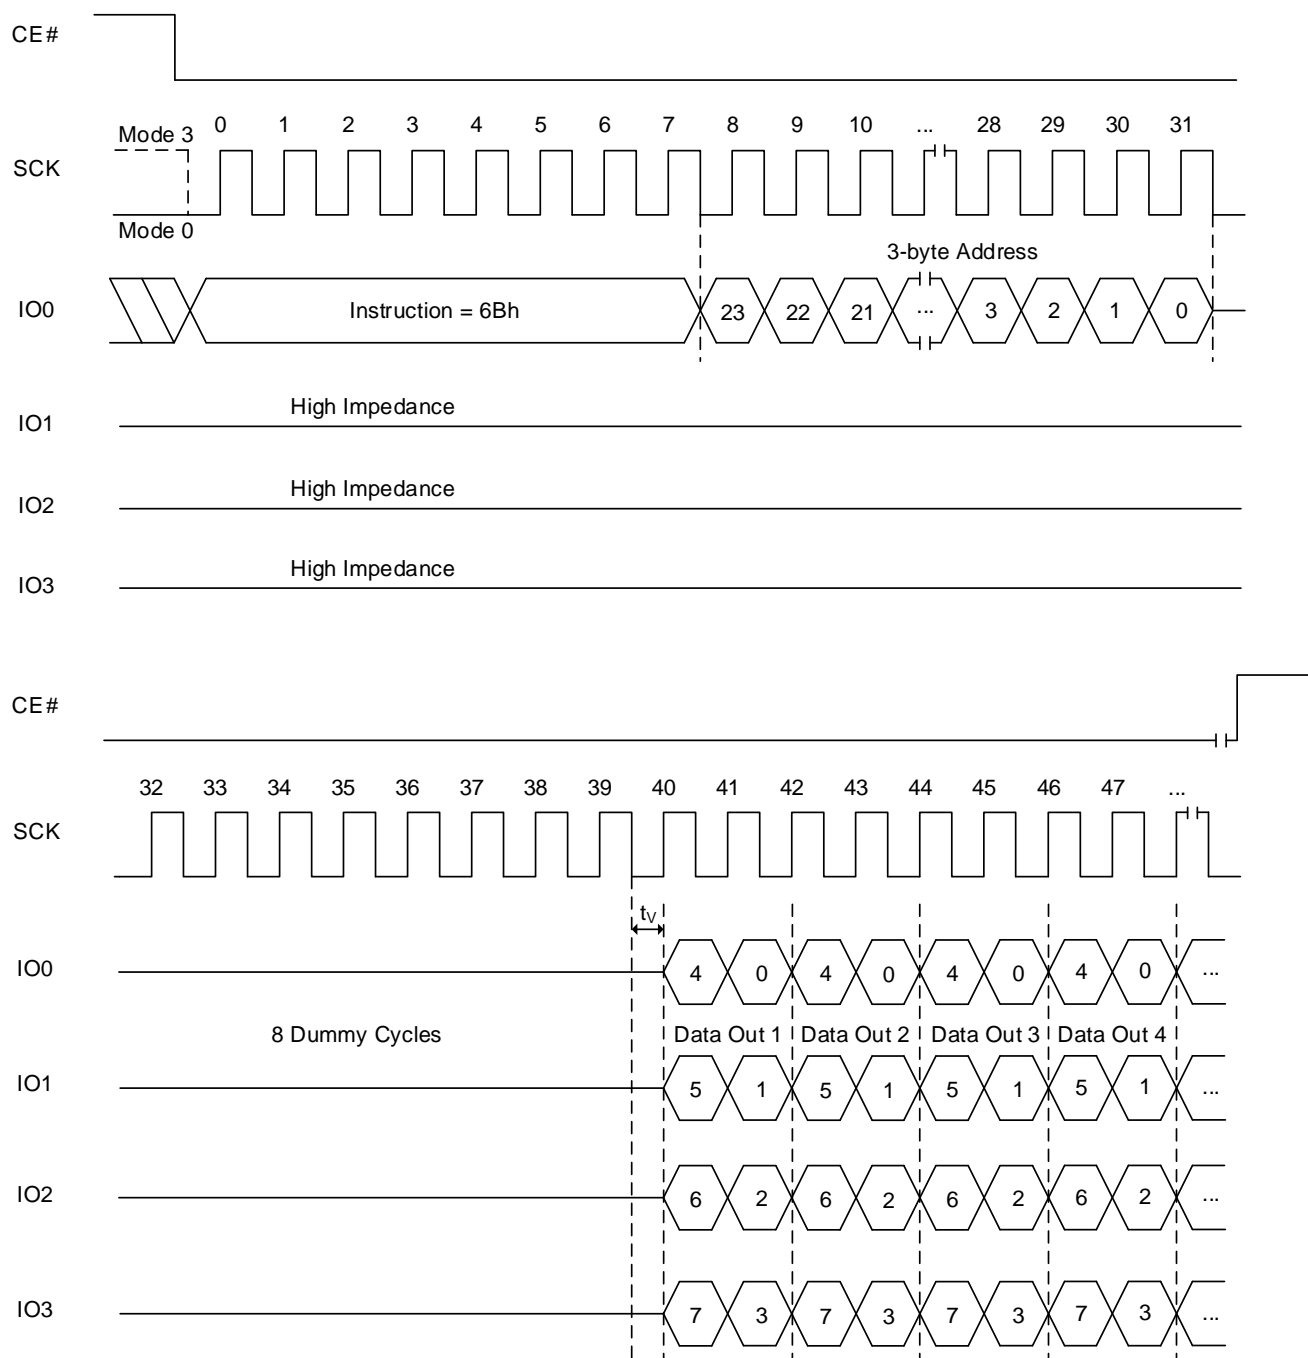 CE#
Mode 3 0 1 2 3 4 5 6 7 8 9 10 ... 28 29 30 31
SCK
Mode 0
3-byte Address
IO0 Instruction = 6Bh 23 22 21 ... 3 2 1 0
High Impedance
IO1
High Impedance
IO2
High Impedance
IO3
CE#
32 33 34 35 36 37 38 39 40 41 42 43 44 45 46 47 ...
SCK
tV
IO0 4 0 4 0 4 0 4 0 ...
8 Dummy Cycles Data Out 1 Data Out 2 Data Out 3 Data Out 4
IO1 5 1 5 1 5 1 5 1 ...
IO2 6 2 6 2 6 2 6 2 ...
IO3 7 3 7 3 7 3 7 3 ...